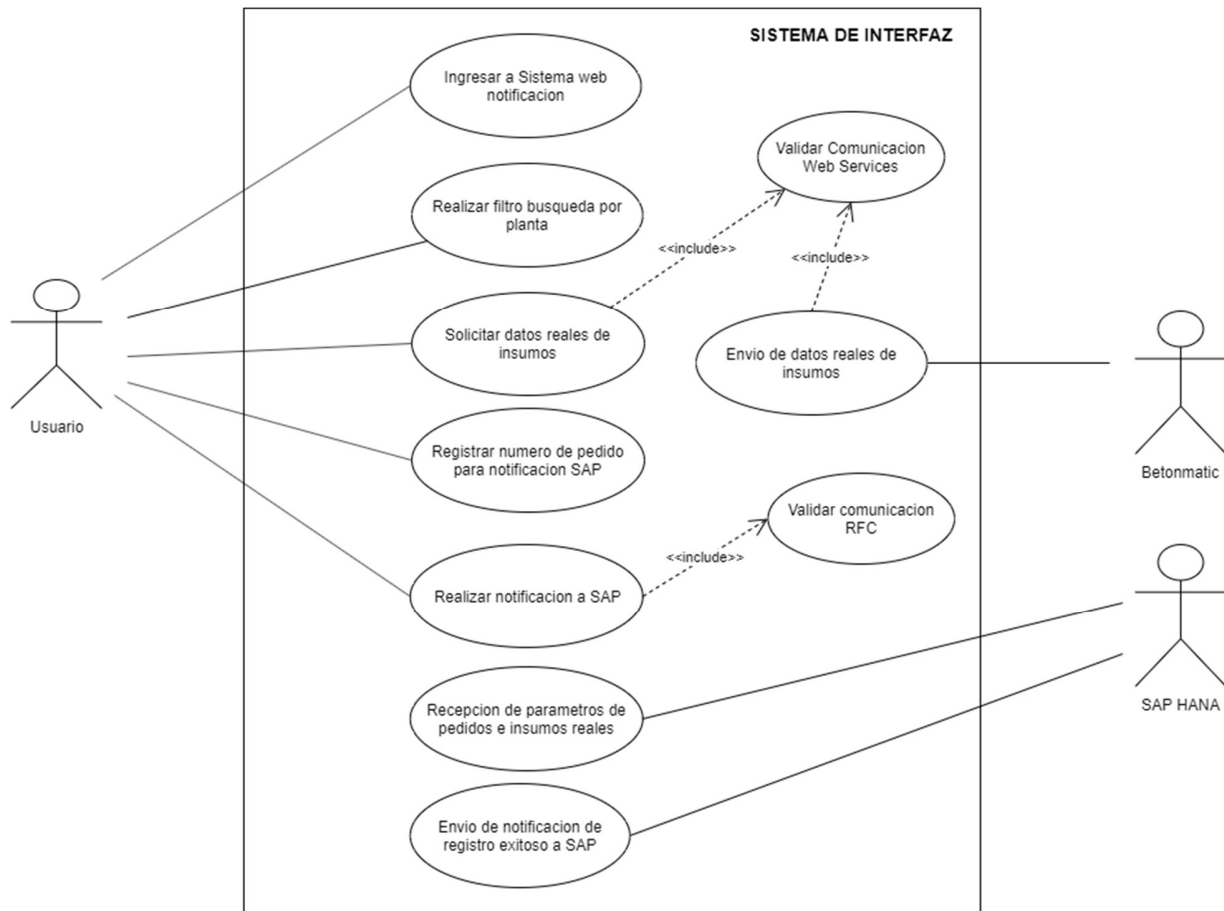 SISTEMA DE INTERFAZ
Ingresar a Sistema web
notificacion
Validar Comunicacion
Web Services
Realizar filtro busqueda por
planta
<<include>>
<<include>>
Solicitar datos reales de
insumos
Envio de datos reales de
insumos
Usuario
Registrar numero de pedido
para notificacion SAP
Betonmatic
Validar comunicacion
RFC
<<include>>
Realizar notificacion a SAP
Recepcion de parametros de
pedidos e insumos reales
SAP HANA
Envio de notificacion de
registro exitoso a SAP